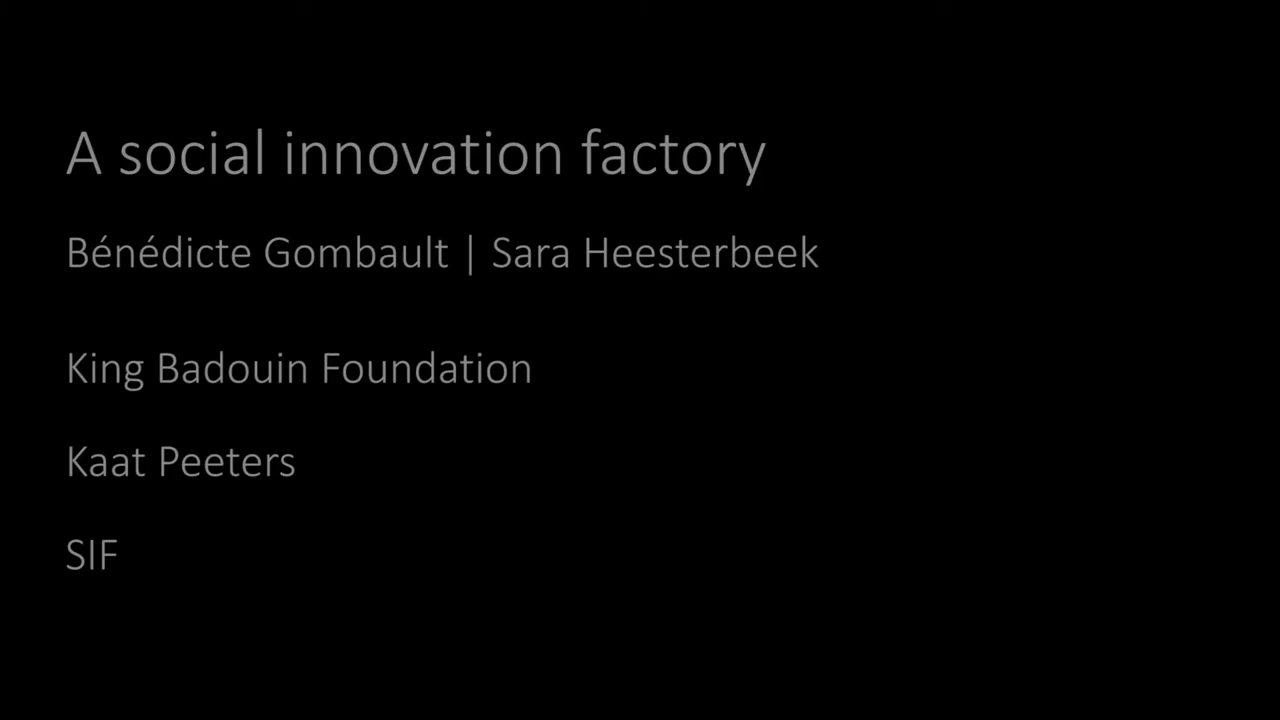 A social innovation factory
Bénédicte Gombault | Sara Heesterbeek
King Badouin Foundation
Kaat Peeters
SIF